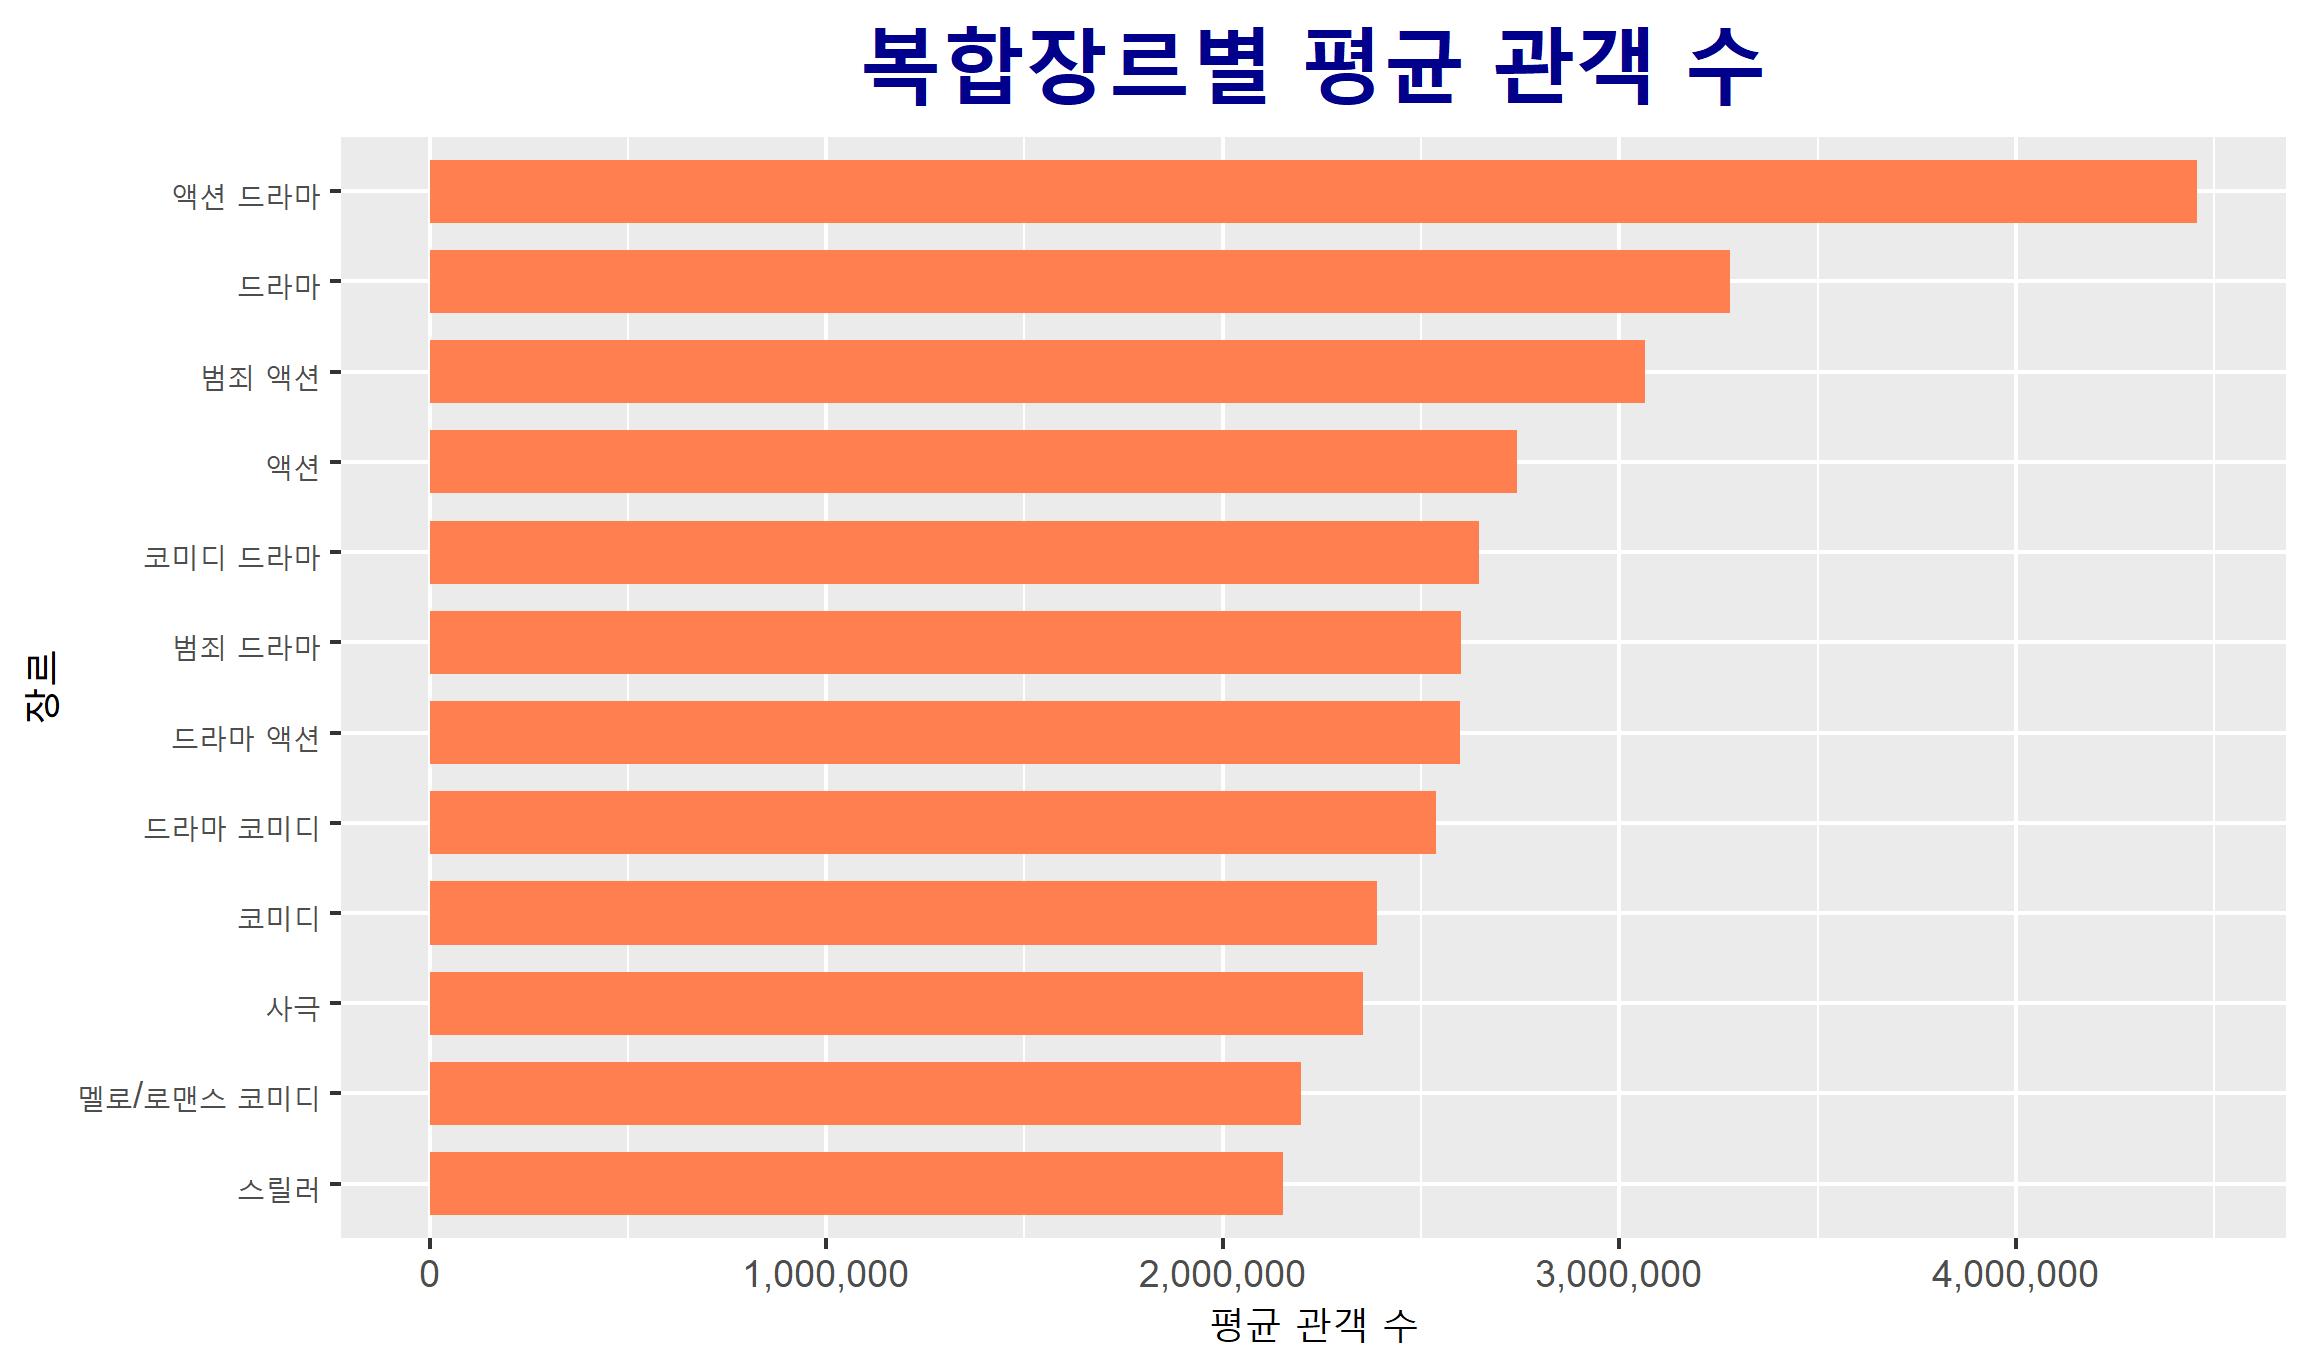 복합장르별 평균 관객 수
장르
액션 드라마
드라마
범죄 액션
액션
코미디 드라마
범죄 드라마
드라마 액션
드라마 코미디
코미디
사극
멜로/로맨스 코미디
스릴러
0 1,000,000 2,000,000 3,000,000 4,000,000
평균 관객 수